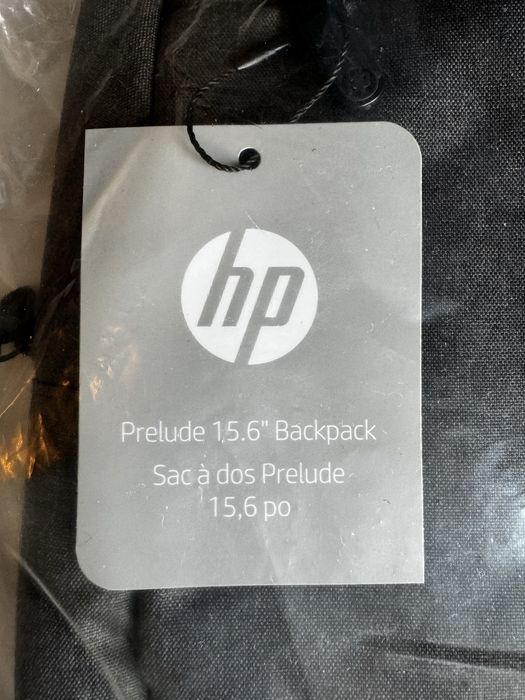 hp
Prelude 15.6" Backpack
Sac à dos Prelude
15,6 po